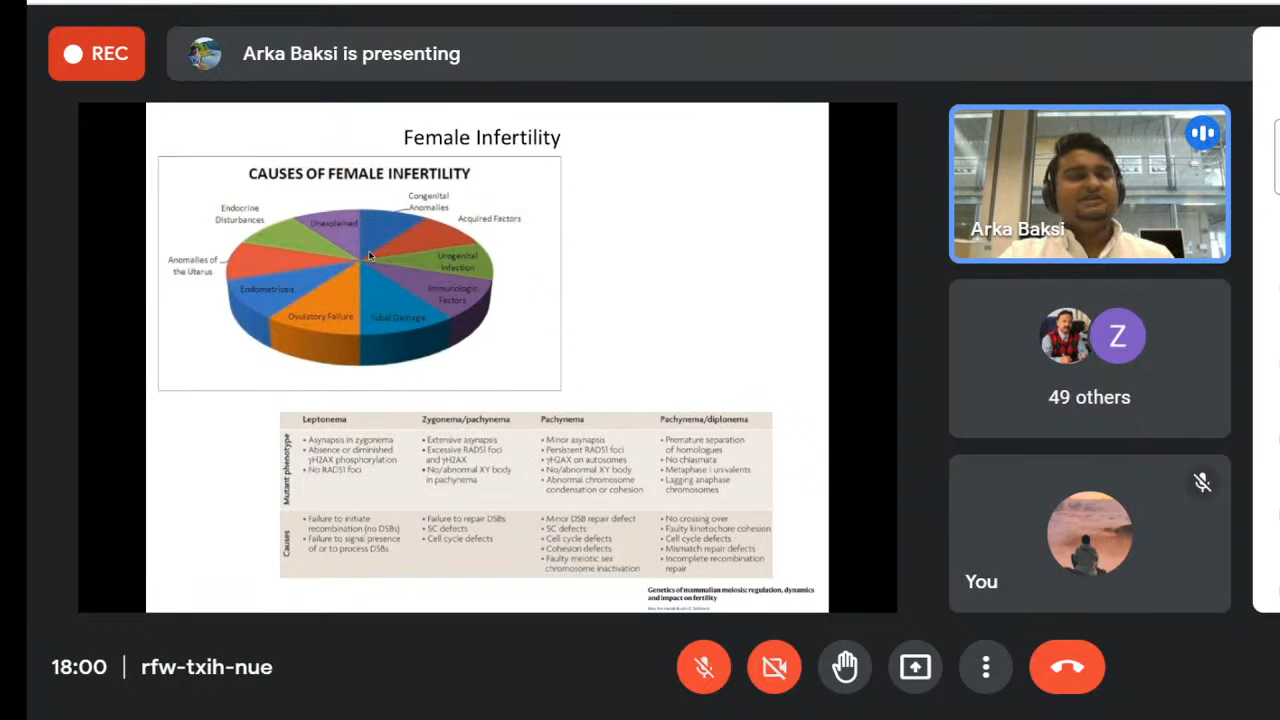 REC
Arka Baksi is presenting
Female Infertility
CAUSES OF FEMALE INFERTILITY
Congenital
Anomalies
Endocrine
Disturbances
Unexplained
Acquired Factors
Anomalies of
the Uterus
Urogenital
Infection
Endometriosis
Immunologic
Factors
Ovulatory Failure
Tubal Damage
Leptonema
Zygonema/pachynema
Pachynema
Pachynema/diplonema
Mutant phenotype
• Asynapsis in zygonema
• Absence or diminished
γH2AX phosphorylation
• No RAD51 foci
• Extensive asynapsis
• Excessive RAD51 foci
and γH2AX
• No/abnormal XY body
in pachynema
• Minor asynapsis
• Persistent RAD51 foci
• γH2AX on autosomes
• No/abnormal XY body
• Abnormal chromosome
condensation or cohesion
• Premature separation
of homologues
• No chiasmata
• Metaphase I univalents
• Lagging anaphase
chromosomes
Causes
• Failure to initiate
recombination (no DSBs)
• Failure to signal presence
of or to process DSBs
• Failure to repair DSBs
• SC defects
• Cell cycle defects
• Minor DSB repair defect
• SC defects
• Cell cycle defects
• Cohesion defects
• Faulty meiotic sex
chromosome inactivation
• No crossing over
• Faulty kinetochore cohesion
• Cell cycle defects
• Mismatch repair defects
• Incomplete recombination
repair
Genetics of mammalian meiosis: regulation, dynamics
and impact on fertility
Arka Baksi
Z
49 others
You
18:00
rfw-txih-nue